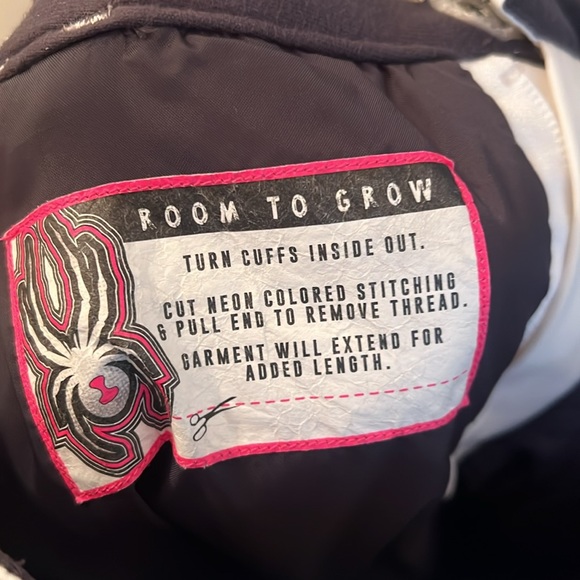 ROOM TO GROW
TURN CUFFS INSIDE OUT.
CUT NEON COLORED STITCHING
& PULL END TO REMOVE THREAD.
GARMENT WILL EXTEND FOR
ADDED LENGTH.